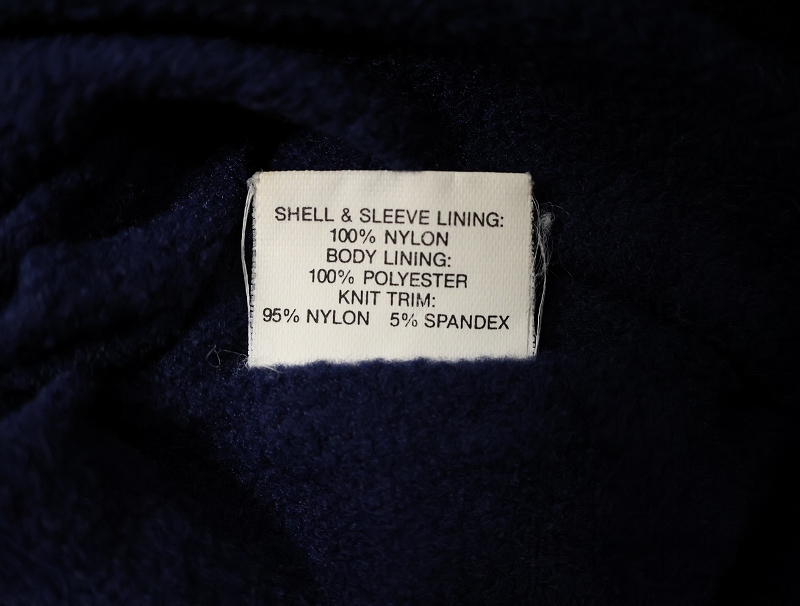 SHELL & SLEEVE LINING:
100% NYLON
BODY LINING:
100% POLYESTER
KNIT TRIM:
95% NYLON 5% SPANDEX